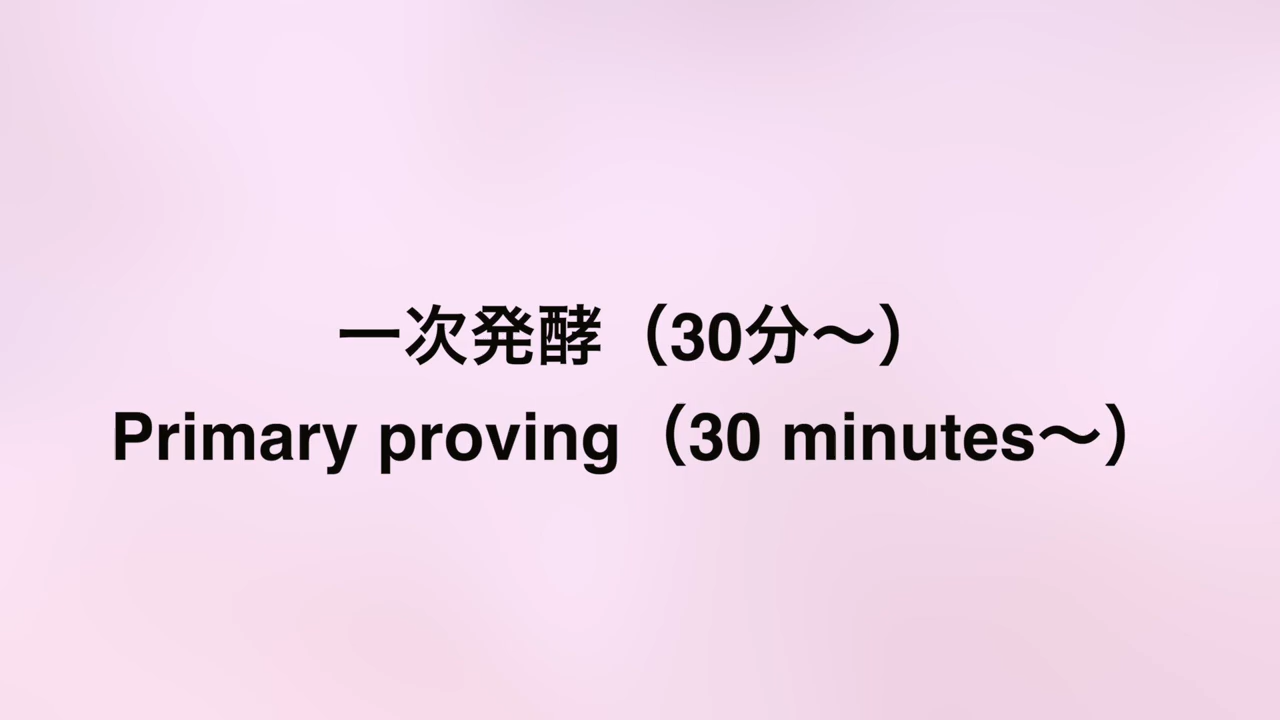 一次発酵（30分〜）
Primary proving（30 minutes〜）